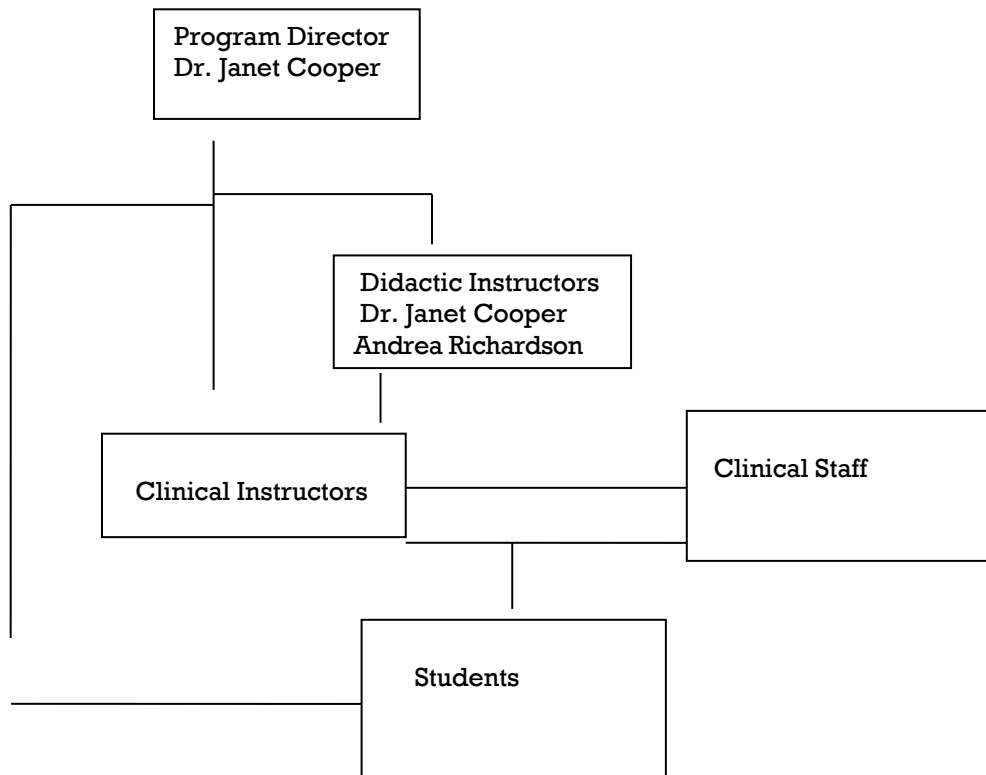 Program Director
Dr. Janet Cooper
Didactic Instructors
Dr. Janet Cooper
Andrea Richardson
Clinical Instructors
Clinical Staff
Students